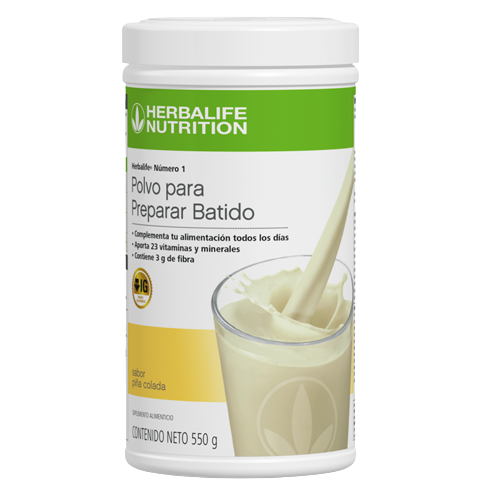 HERBALIFE
NUTRITION
Herbalife® Número 1
Polvo para
Preparar Batido
• Complementa tu alimentación todos los días
• Aporta 23 vitaminas y minerales
• Contiene 3 g de fibra
IG
sabor
piña colada
SUPLEMENTO ALIMENTICIO
CONTENIDO NETO 550 g